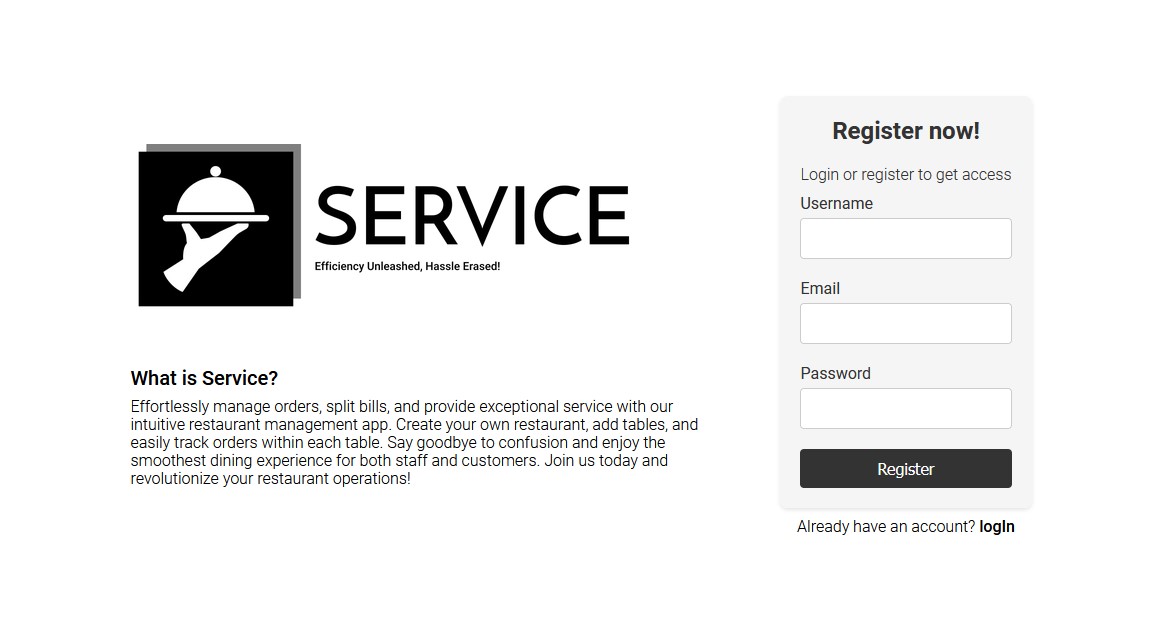 SERVICE
Efficiency Unleashed, Hassle Erased!
What is Service?
Effortlessly manage orders, split bills, and provide exceptional service with our
intuitive restaurant management app. Create your own restaurant, add tables, and
easily track orders within each table. Say goodbye to confusion and enjoy the
smoothest dining experience for both staff and customers. Join us today and
revolutionize your restaurant operations!
Register now!
Login or register to get access
Username
Email
Password
Register
Already have an account? logIn